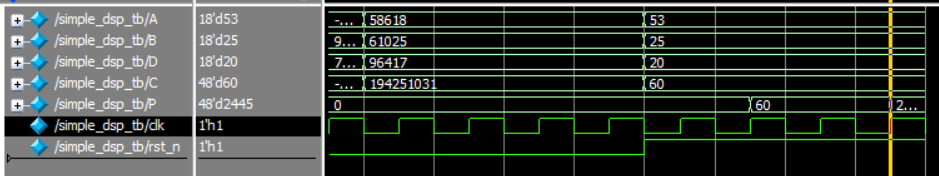 /simple_dsp_tb/A 18'd53 -... 58618 53
/simple_dsp_tb/B 18'd25 9... 61025 25
/simple_dsp_tb/D 18'd20 7... 96417 20
/simple_dsp_tb/C 48'd60 -... 194251031 60
/simple_dsp_tb/P 48'd2445 0 60 2...
/simple_dsp_tb/clk 1'h1
/simple_dsp_tb/rst_n 1'h1